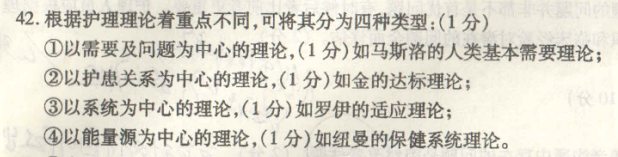 42. 根据护理理论着重点不同,可将其分为四种类型:(1 分)
①以需要及问题为中心的理论,(1 分)如马斯洛的人类基本需要理论;
②以护患关系为中心的理论,(1 分)如金的达标理论;
③以系统为中心的理论,(1 分)如罗伊的适应理论;
④以能量源为中心的理论,(1 分)如纽曼的保健系统理论。